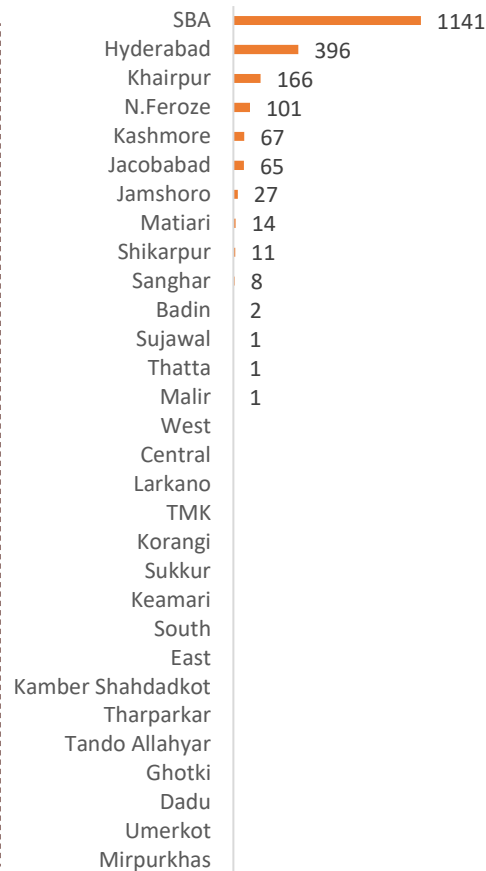 SBA 1141
Hyderabad 396
Khairpur 166
N.Feroze 101
Kashmore 67
Jacobabad 65
Jamshoro 27
Matiari 14
Shikarpur 11
Sanghar 8
Badin 2
Sujawal 1
Thatta 1
Malir 1
West
Central
Larkano
TMK
Korangi
Sukkur
Keamari
South
East
Kamber Shahdadkot
Tharparkar
Tando Allahyar
Ghotki
Dadu
Umerkot
Mirpurkhas